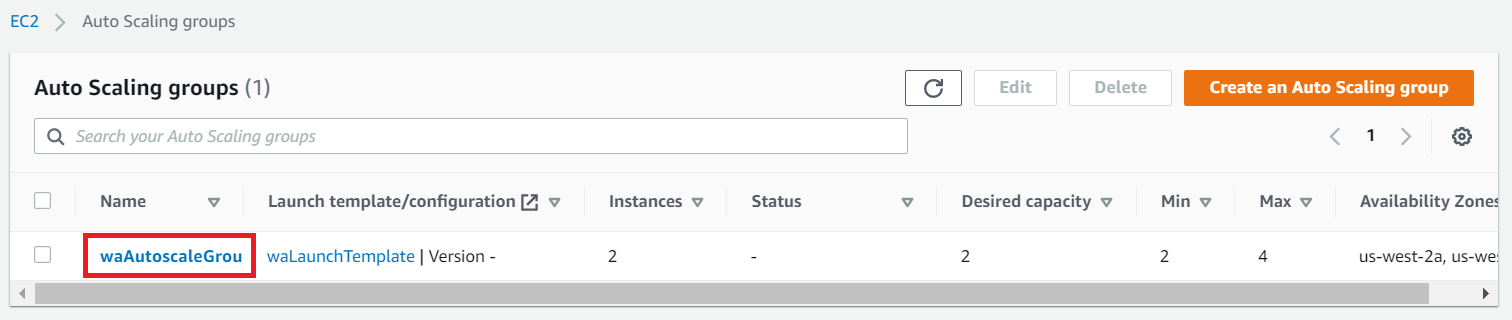 EC2 > Auto Scaling groups
Auto Scaling groups (1)
Edit
Delete
Create an Auto Scaling group
Search your Auto Scaling groups
1
Name Launch template/configuration Instances Status Desired capacity Min Max Availability Zones
waAutoscaleGrou waLaunchTemplate | Version - 2 - 2 2 4 us-west-2a, us-wes